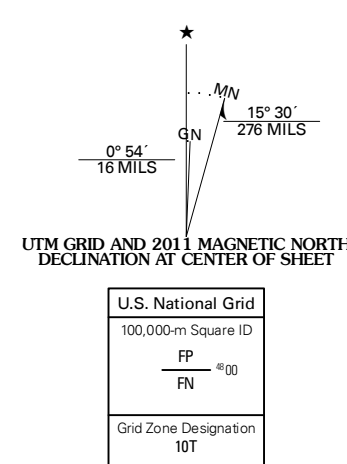 ★
MN
15° 30´
276 MILS
GN
0° 54´
16 MILS
UTM GRID AND 2011 MAGNETIC NORTH
DECLINATION AT CENTER OF SHEET
U.S. National Grid
100,000-m Square ID
FP
4800
FN
Grid Zone Designation
10T